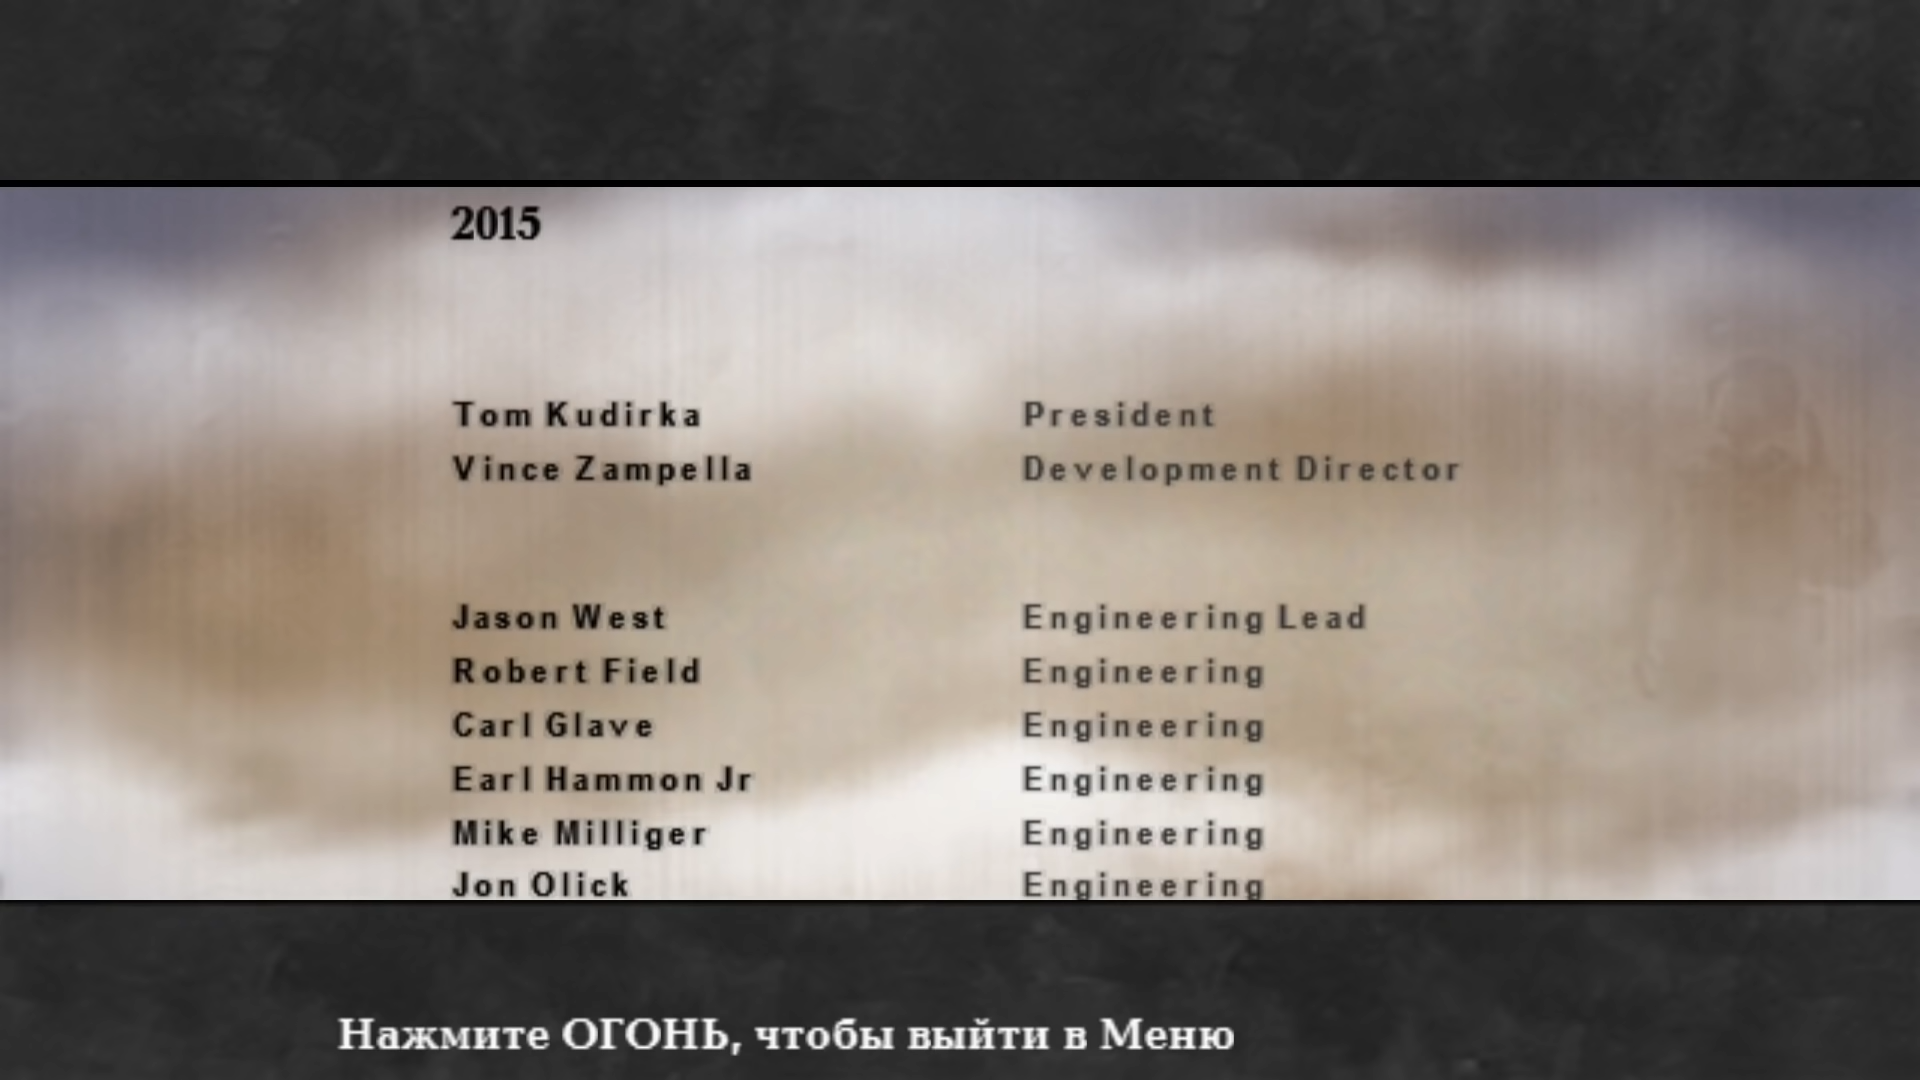 2015
Tom Kudirka President
Vince Zampella Development Director
Jason West Engineering Lead
Robert Field Engineering
Carl Glave Engineering
Earl Hammon Jr Engineering
Mike Milliger Engineering
Jon Olick Engineering
Нажмите ОГОНЬ, чтобы выйти в Меню